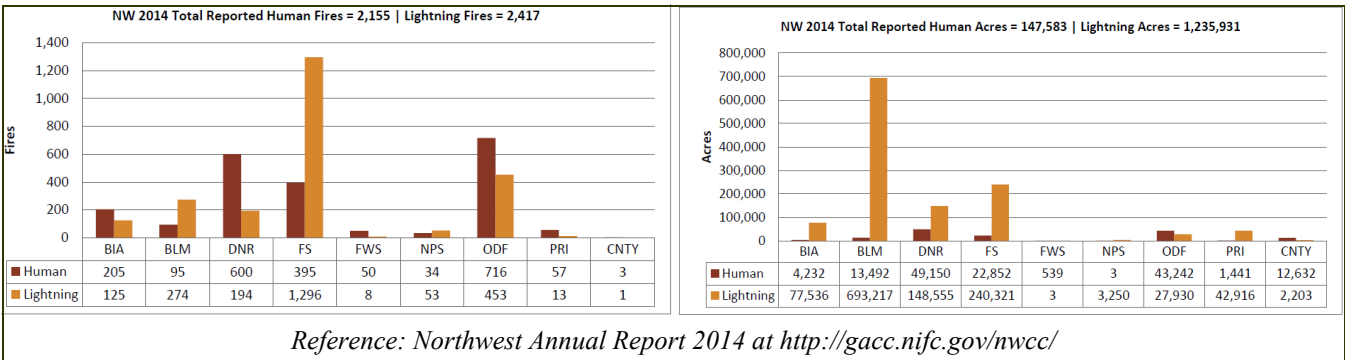 NW 2014 Total Reported Human Fires = 2,155 | Lightning Fires = 2,417
1,400
1,200
1,000
800
600
400
200
0
Fires
BIA BLM DNR FS FWS NPS ODF PRI CNTY
Human 205 95 600 395 50 34 716 57 3
Lightning 125 274 194 1,296 8 53 453 13 1
NW 2014 Total Reported Human Acres = 147,583 | Lightning Acres = 1,235,931
800,000
700,000
600,000
500,000
400,000
300,000
200,000
100,000
0
Acres
BIA BLM DNR FS FWS NPS ODF PRI CNTY
Human 4,232 13,492 49,150 22,852 539 3 43,242 1,441 12,632
Lightning 77,536 693,217 148,555 240,321 3 3,250 27,930 42,916 2,203
Reference: Northwest Annual Report 2014 at http://gacc.nifc.gov/nwcc/